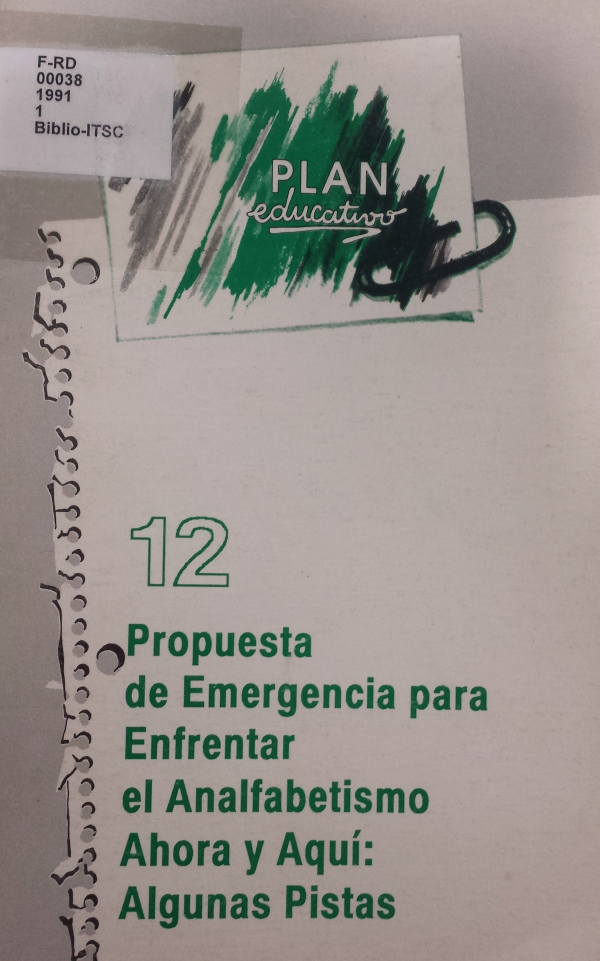 F-RD
00038
1991
1
Biblio-ITSC
PLAN
educativo
12
Propuesta
de Emergencia para
Enfrentar
el Analfabetismo
Ahora y Aquí:
Algunas Pistas